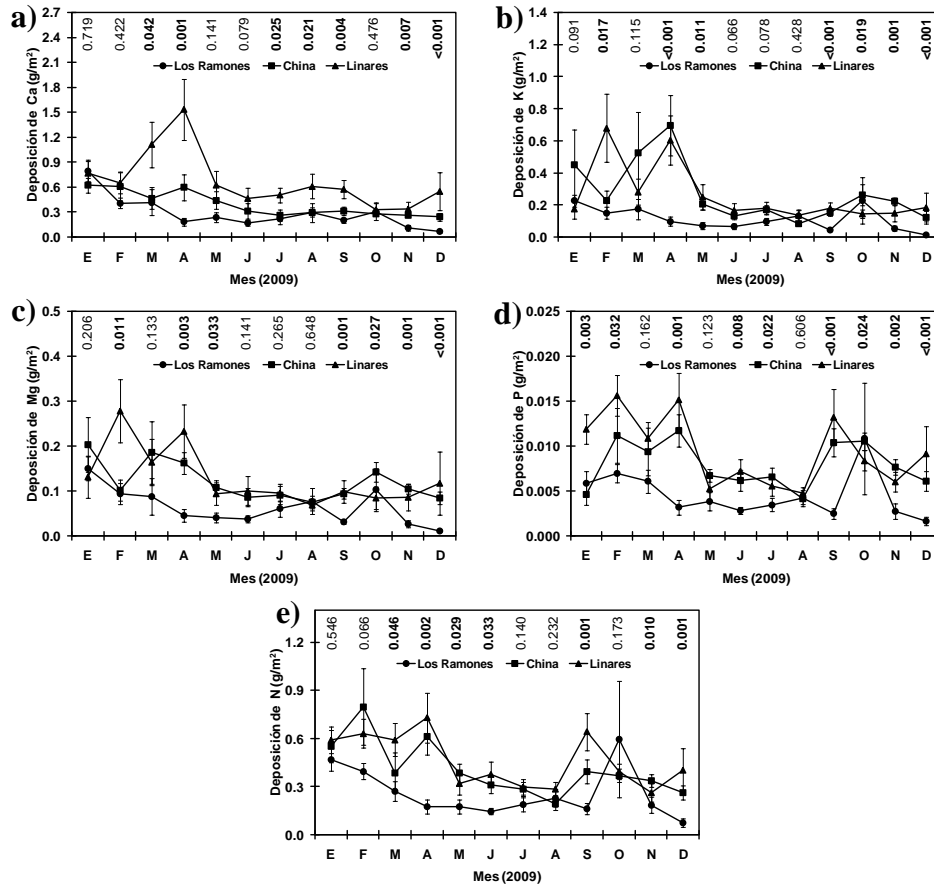 a)
0.719 0.422 0.042 0.001 0.141 0.079 0.025 0.021 0.004 0.476 0.007 <0.001
Los Ramones China Linares
Deposición de Ca (g/m²)
2.7
2.4
2.1
1.8
1.5
1.2
0.9
0.6
0.3
0.0
E F M A M J J A S O N D
Mes (2009)
b)
0.091 0.017 0.115 <0.001 0.011 0.066 0.078 0.428 <0.001 0.019 0.001 <0.001
Los Ramones China Linares
Deposición de K (g/m²)
1.4
1.2
1.0
0.8
0.6
0.4
0.2
0.0
E F M A M J J A S O N D
Mes (2009)
c)
0.206 0.011 0.133 0.003 0.033 0.141 0.265 0.648 0.001 0.027 0.001 <0.001
Los Ramones China Linares
Deposición de Mg (g/m²)
0.5
0.4
0.3
0.2
0.1
0.0
E F M A M J J A S O N D
Mes (2009)
d)
0.003 0.032 0.162 0.001 0.123 0.008 0.022 0.606 <0.001 0.024 0.002 <0.001
Los Ramones China Linares
Deposición de P (g/m²)
0.025
0.020
0.015
0.010
0.005
0.000
E F M A M J J A S O N D
Mes (2009)
e)
0.546 0.066 0.046 0.002 0.029 0.033 0.140 0.232 0.001 0.173 0.010 0.001
Los Ramones China Linares
Deposición de N (g/m²)
1.2
0.9
0.6
0.3
0.0
E F M A M J J A S O N D
Mes (2009)